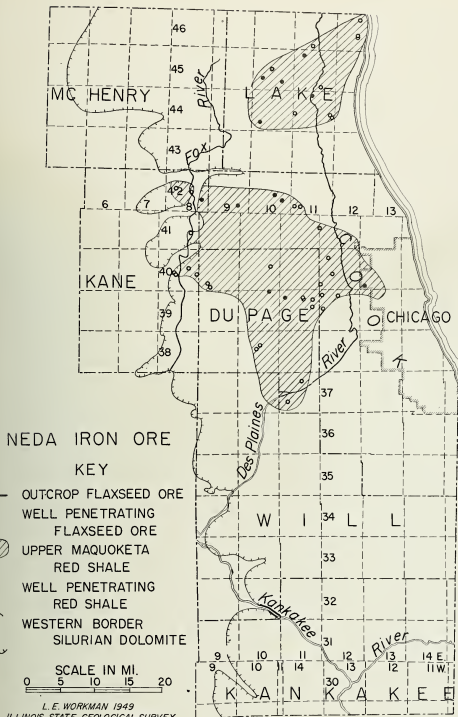 46
45
MC HENRY
River
LAKE
44
43
Fox
42
6 7 8 9 10 11 12 13
41
COOK
KANE
40
CHICAGO
39
DU PAGE
38
River
37
NEDA IRON ORE
Des Plaines
36
KEY
35
OUTCROP FLAXSEED ORE
WELL PENETRATING
FLAXSEED ORE
WILL
34
UPPER MAQUOKETA
RED SHALE
33
WELL PENETRATING
RED SHALE
32
Kankakee
WESTERN BORDER
SILURIAN DOLOMITE
31
River
9 10 11 12 13 14 E.
9 10 14 13 12 11 W.
30
SCALE IN MI.
0 5 10 15 20
KANKAKEE
L. E. WORKMAN 1949
ILLINOIS STATE GEOLOGICAL SURVEY